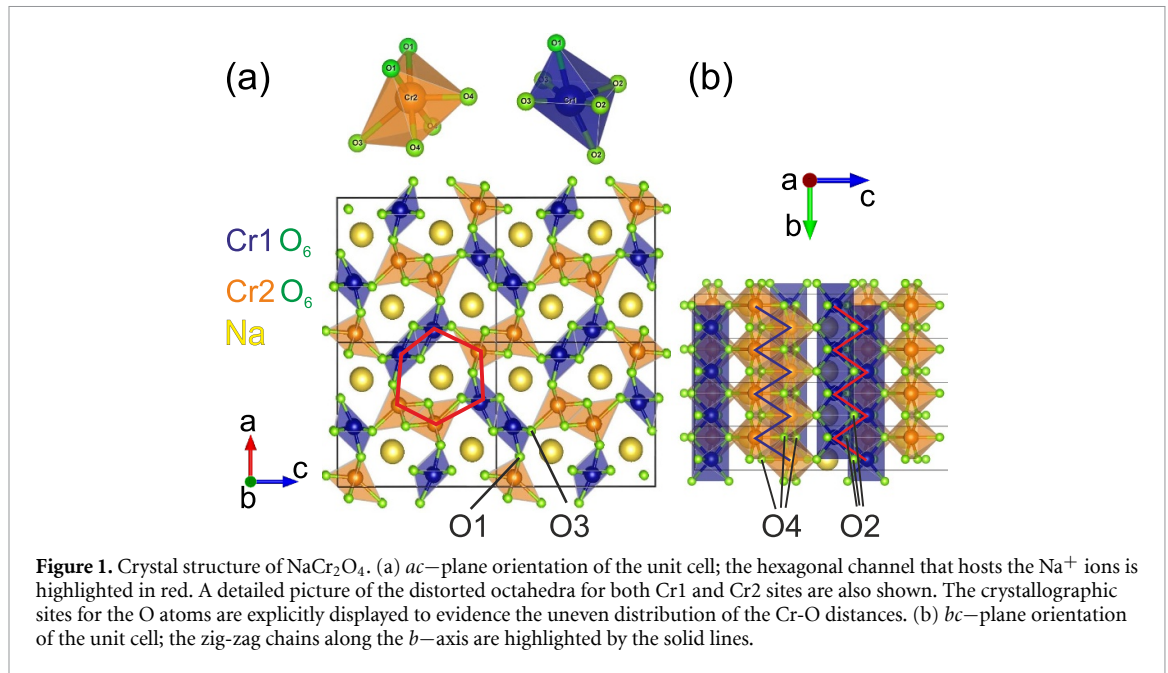 (a)
(b)
O1
O1
Cr2
O4
O3
O4
O1
O2
O3
Cr1
O2
O2
a
c
b
Cr1 O6
Cr2 O6
Na
a
c
b
O1
O3
O4
O2
Figure 1. Crystal structure of NaCr2O4. (a) ac−plane orientation of the unit cell; the hexagonal channel that hosts the Na+ ions is
highlighted in red. A detailed picture of the distorted octahedra for both Cr1 and Cr2 sites are also shown. The crystallographic
sites for the O atoms are explicitly displayed to evidence the uneven distribution of the Cr-O distances. (b) bc−plane orientation
of the unit cell; the zig-zag chains along the b−axis are highlighted by the solid lines.